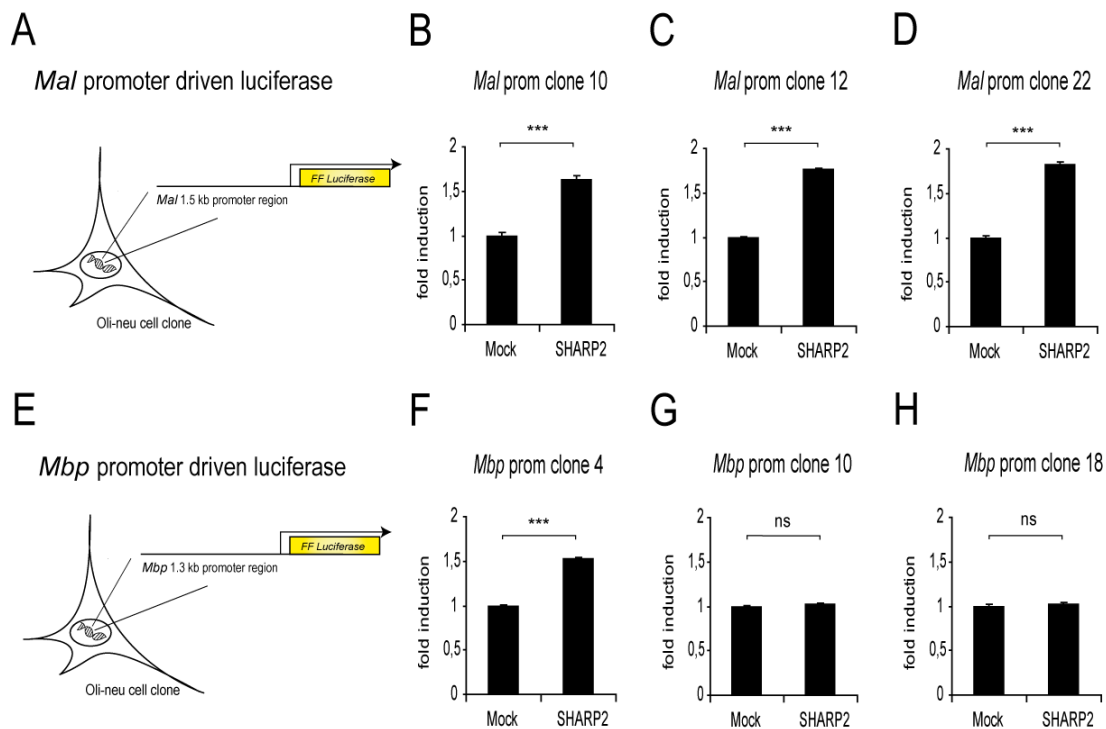 A
Mal promoter driven luciferase
FF Luciferase
Mal 1.5 kb promoter region
Oli-neu cell clone
B
Mal prom clone 10
***
fold induction
2
1,5
1
0,5
0
Mock
SHARP2
C
Mal prom clone 12
***
fold induction
2
1,5
1
0,5
0
Mock
SHARP2
D
Mal prom clone 22
***
fold induction
2
1,5
1
0,5
0
Mock
SHARP2
E
Mbp promoter driven luciferase
FF Luciferase
Mbp 1.3 kb promoter region
Oli-neu cell clone
F
Mbp prom clone 4
***
fold induction
2
1,5
1
0,5
0
Mock
SHARP2
G
Mbp prom clone 10
ns
fold induction
2
1,5
1
0,5
0
Mock
SHARP2
H
Mbp prom clone 18
ns
fold induction
2
1,5
1
0,5
0
Mock
SHARP2